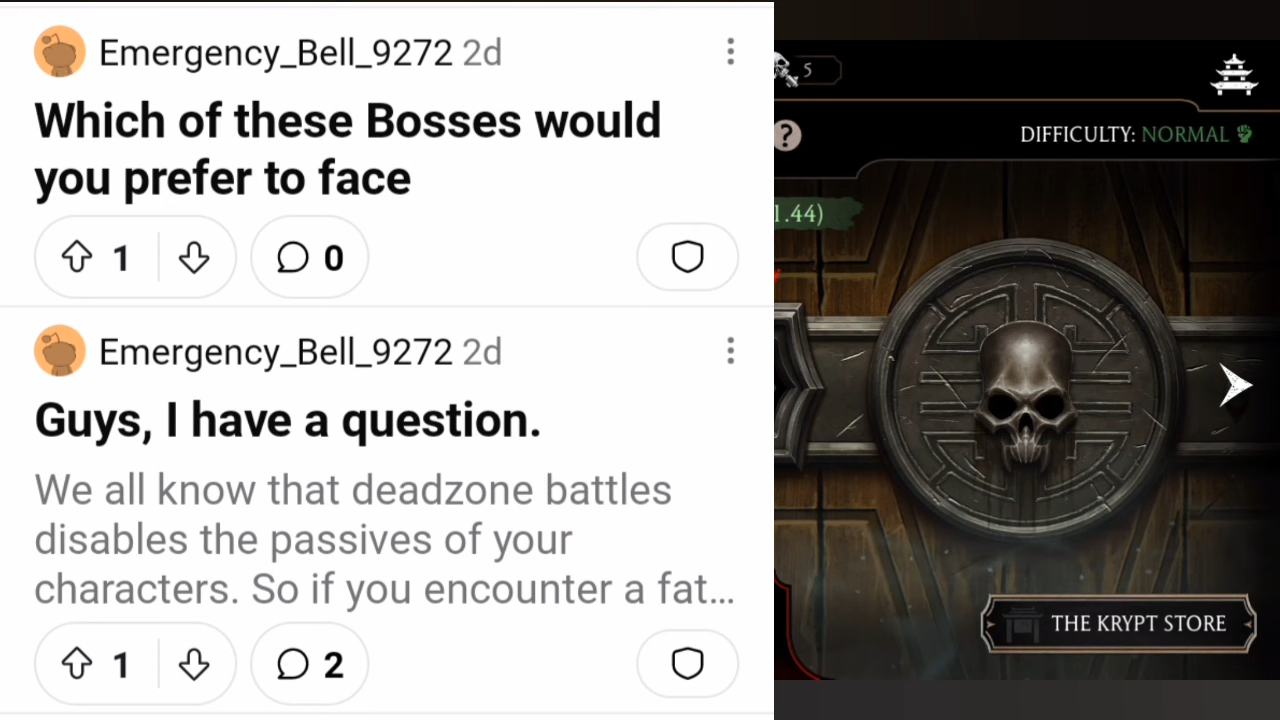 Emergency_Bell_9272 2d
Which of these Bosses would
you prefer to face
1
0
Emergency_Bell_9272 2d
Guys, I have a question.
We all know that deadzone battles
disables the passives of your
characters. So if you encounter a fat...
1
2
5
?
DIFFICULTY: NORMAL
1.44)
THE KRYPT STORE